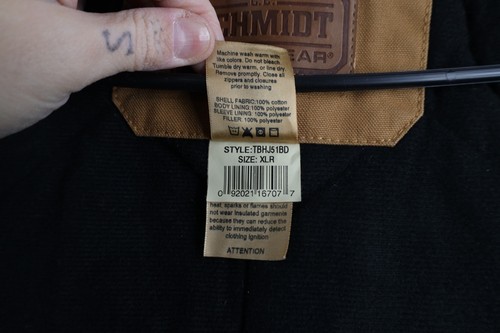 S
SCHMIDT
WEAR®
Machine wash warm with
like colors. Do not bleach.
Tumble dry warm, or line dry
Remove promptly. Close all
zippers and closures
prior to washing
SHELL FABRIC:100% cotton
BODY LINING:100% polyester
SLEEVE LINING:100% polyester
FILLER: 100% polyester
STYLE:TBHJ51BD
SIZE: XLR
0 92021 16707 7
heat, sparks or flames should
not wear insulated garments
because they can reduce the
ability to immediately detect
clothing ignition
ATTENTION